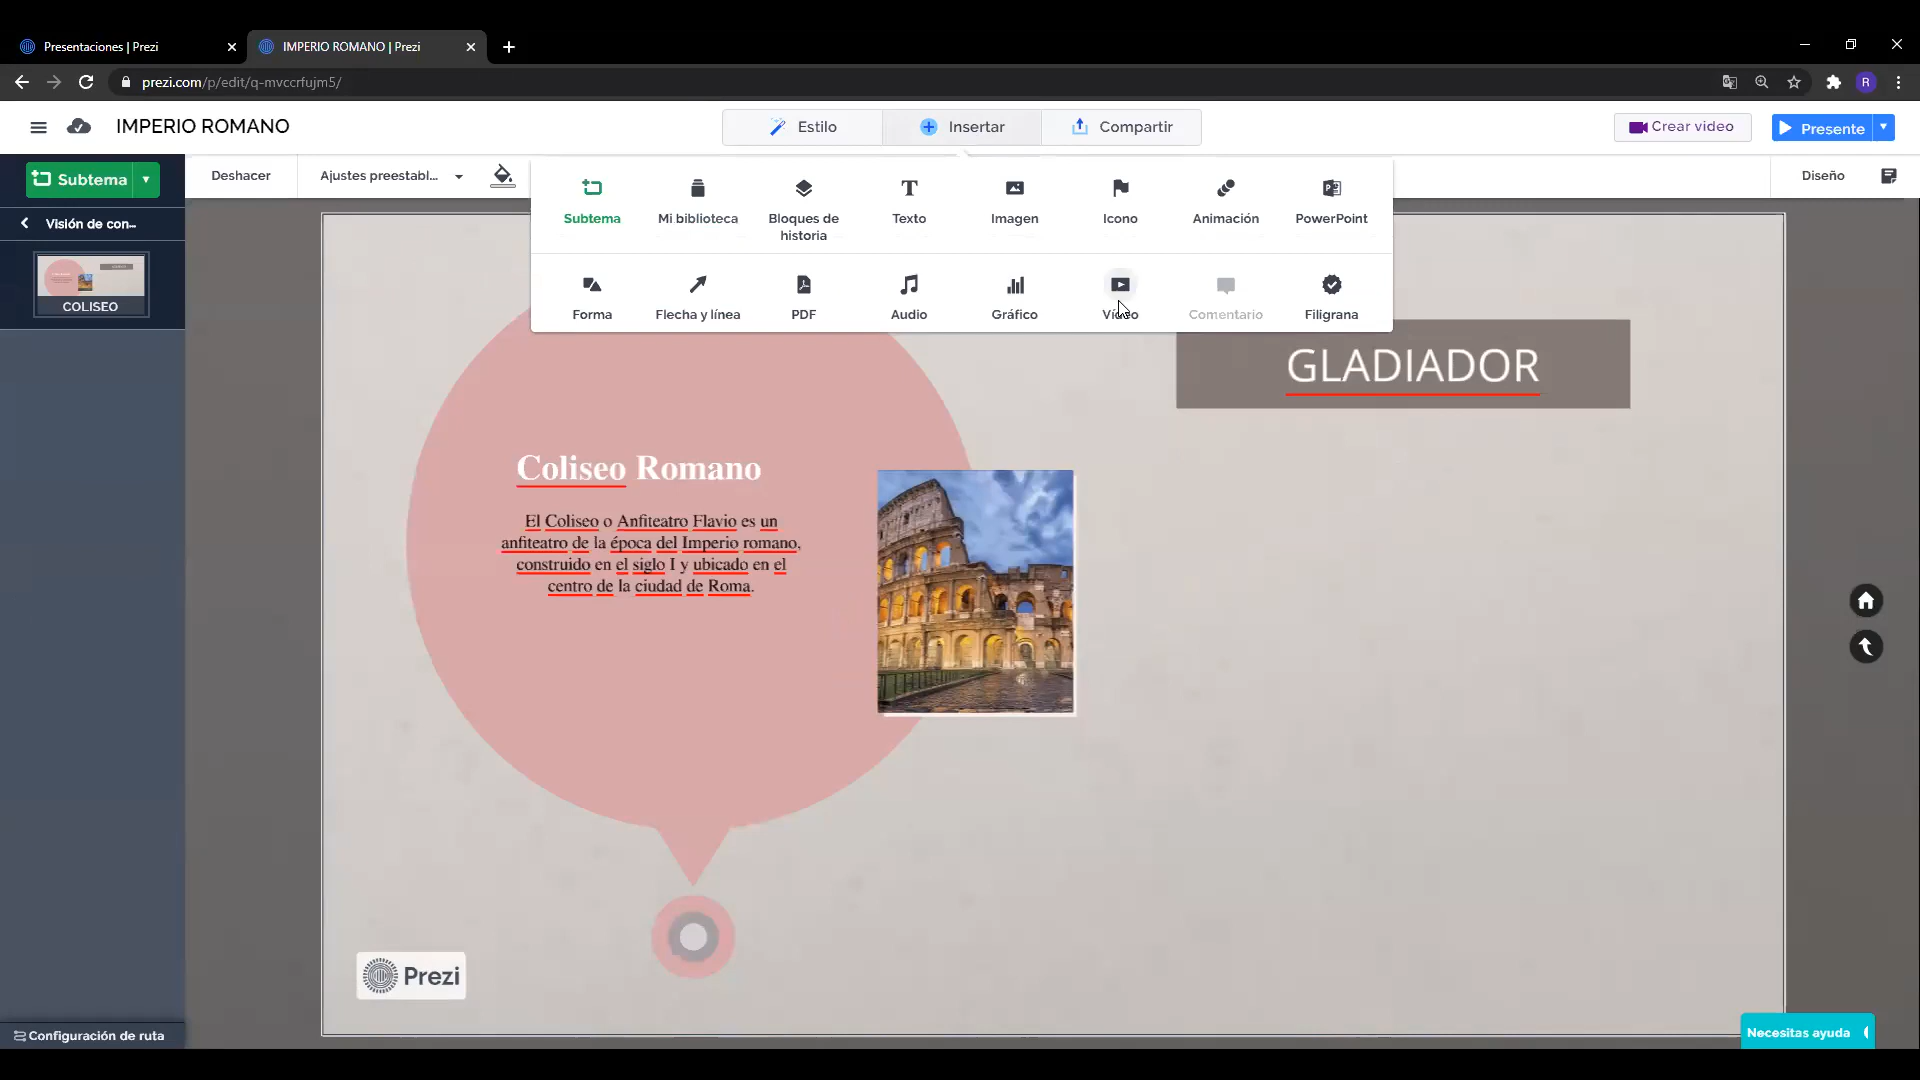 Presentaciones | Prezi
IMPERIO ROMANO | Prezi
prezi.com/p/edit/q-mvccrfujm5/
R
IMPERIO ROMANO
Estilo
Insertar
Compartir
Crear video
Presente
Subtema
Deshacer
Ajustes preestabl...
Diseño
Visión de con...
COLISEO
Subtema
Mi biblioteca
Bloques de
historia
Texto
Imagen
Icono
Animación
PowerPoint
Forma
Flecha y línea
PDF
Audio
Gráfico
Vídeo
Comentario
Filigrana
GLADIADOR
Coliseo Romano
El Coliseo o Anfiteatro Flavio es un
anfiteatro de la época del Imperio romano,
construido en el siglo I y ubicado en el
centro de la ciudad de Roma.
Prezi
Configuración de ruta
Necesitas ayuda